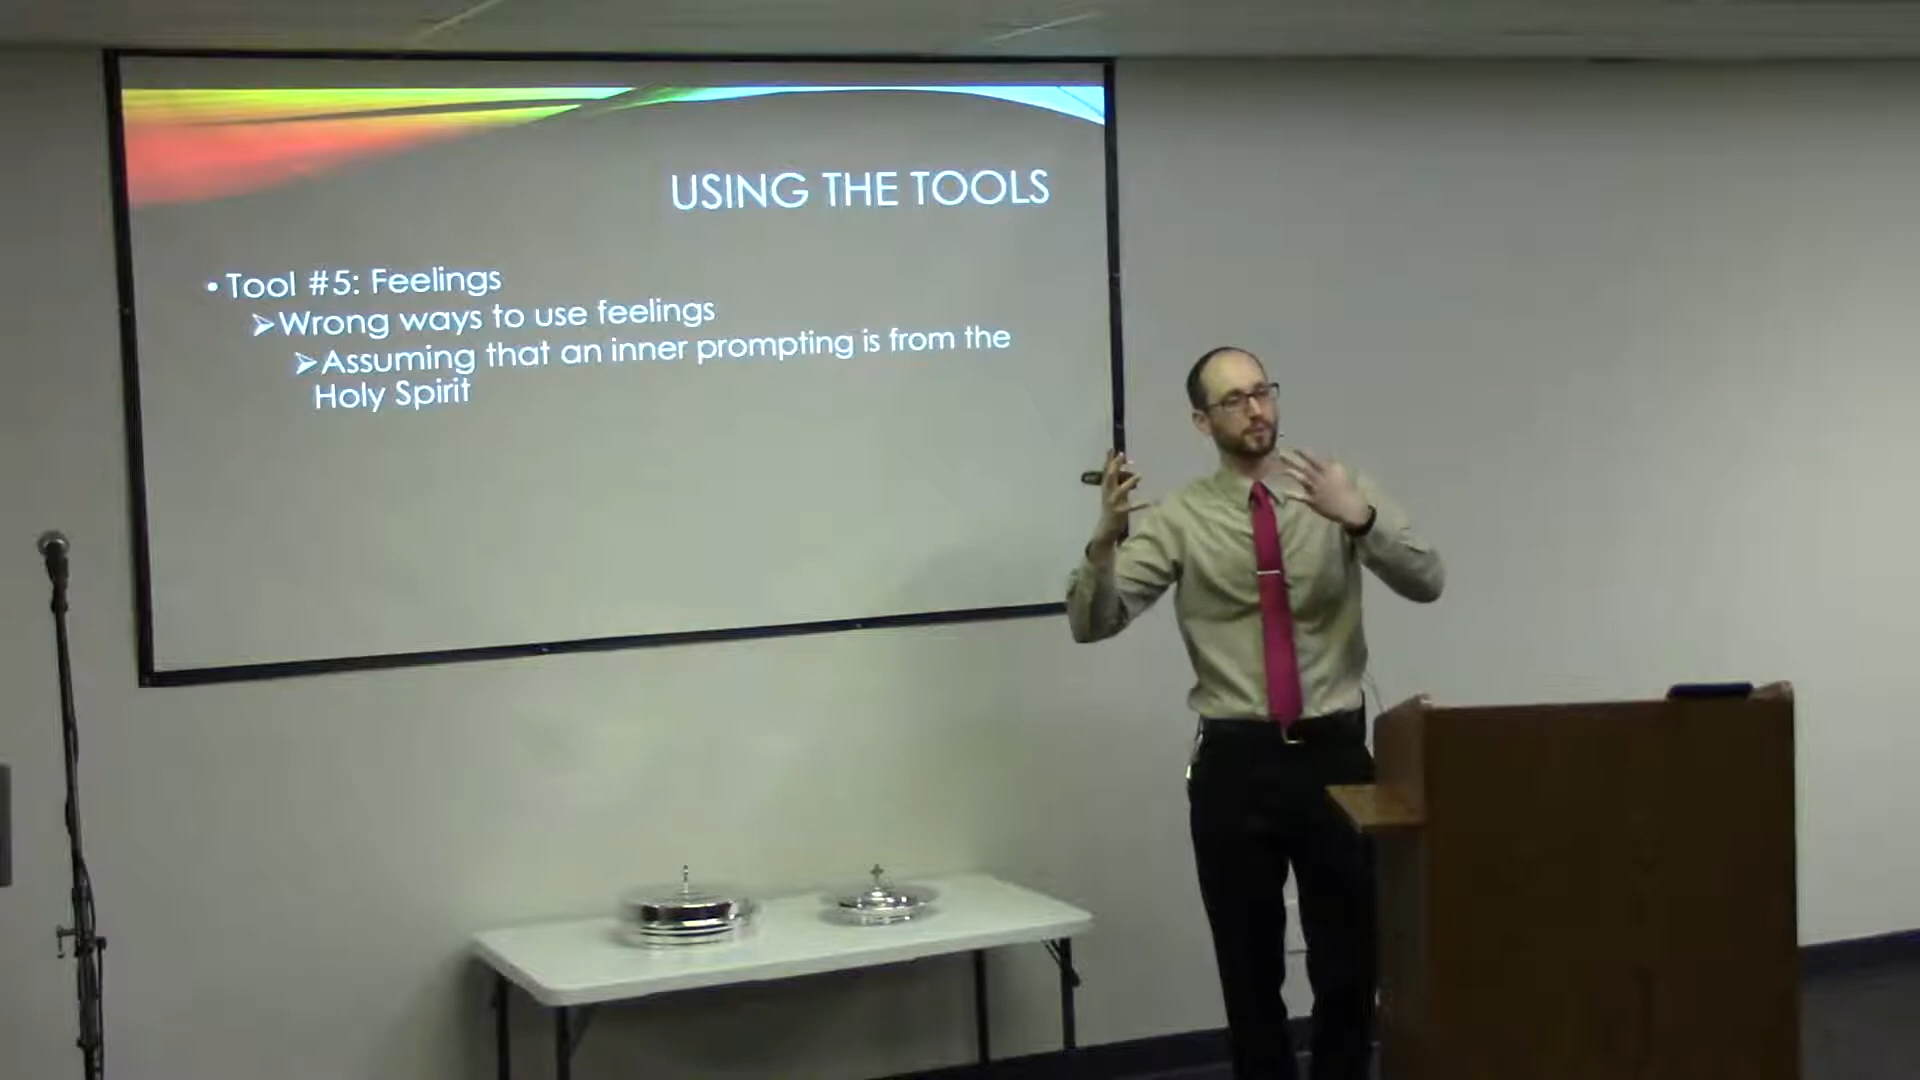 USING THE TOOLS
• Tool #5: Feelings
➢Wrong ways to use feelings
➢Assuming that an inner prompting is from the
Holy Spirit